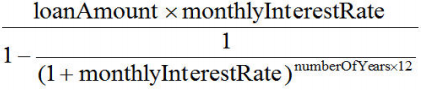 loanAmount × monthlyInterestRate
1 − 1
(1 + monthlyInterestRate)^numberOfYears×12